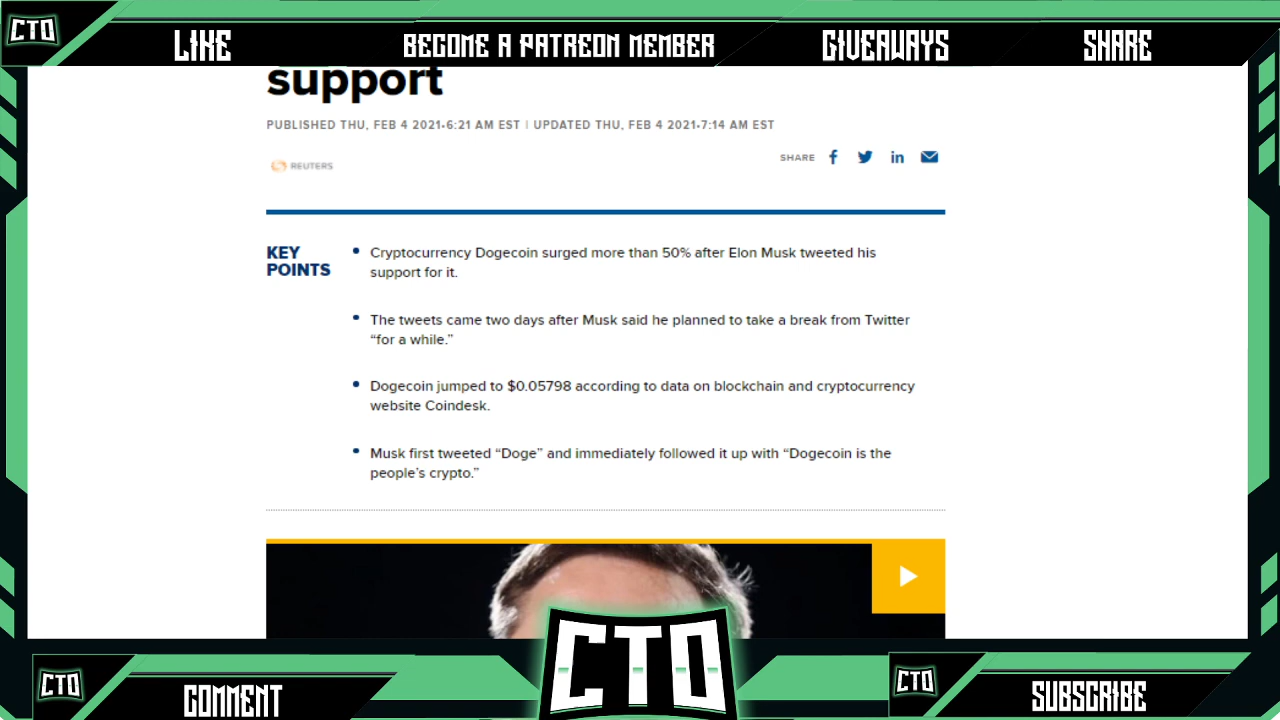 CTO
LIKE
BECOME A PATREON MEMBER
GIVEAWAYS
SHARE
support
PUBLISHED THU, FEB 4 2021•6:21 AM EST | UPDATED THU, FEB 4 2021•7:14 AM EST
REUTERS
SHARE
KEY
POINTS
• Cryptocurrency Dogecoin surged more than 50% after Elon Musk tweeted his
support for it.
• The tweets came two days after Musk said he planned to take a break from Twitter
“for a while.”
• Dogecoin jumped to $0.05798 according to data on blockchain and cryptocurrency
website Coindesk.
• Musk first tweeted “Doge” and immediately followed it up with “Dogecoin is the
people’s crypto.”
CTO
COMMENT
CTO
CTO
SUBSCRIBE